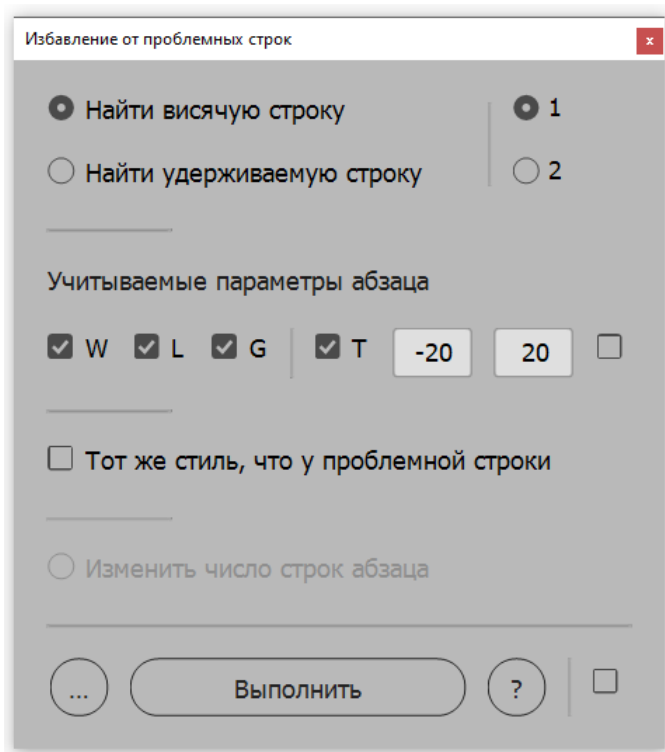 Избавление от проблемных строк x
Найти висячую строку 1
Найти удерживаемую строку 2
Учитываемые параметры абзаца
W L G T -20 20
Тот же стиль, что у проблемной строки
Изменить число строк абзаца
... Выполнить ?